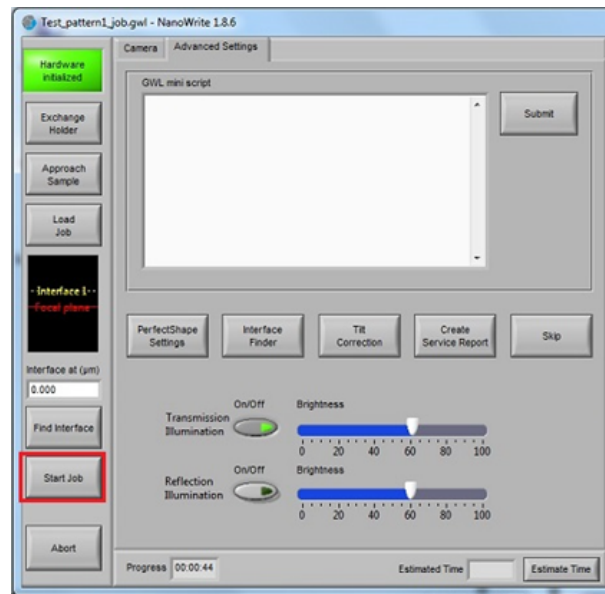 Test_pattern1_job.gwl - NanoWrite 1.8.6
Camera
Advanced Settings
Hardware
initialized
Exchange
Holder
Approach
Sample
Load
Job
Interface 1
Focal plane
Interface at (µm)
0.000
Find Interface
Start Job
Abort
GWL mini script
Submit
PerfectShape
Settings
Interface
Finder
Tilt
Correction
Create
Service Report
Skip
Transmission
Illumination
On/Off
Brightness
0 20 40 60 80 100
Reflection
Illumination
On/Off
Brightness
0 20 40 60 80 100
Progress 00:00:44
Estimated Time
Estimate Time